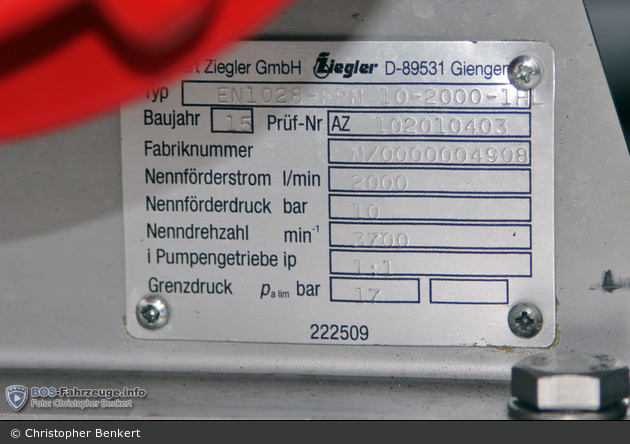 Ziegler GmbH Ziegler D-89531 Giengen
Typ EN1028-FPN 10-2000-1HL
Baujahr 15 Prüf-Nr AZ 102010403
Fabriknummer N/0000004908
Nennförderstrom l/min 2000
Nennförderdruck bar 10
Nenndrehzahl min-1 3700
i Pumpengetriebe ip 1:1
Grenzdruck pa lim bar 17
222509
BOS-Fahrzeuge.Info
Foto: Christopher Benkert
© Christopher Benkert